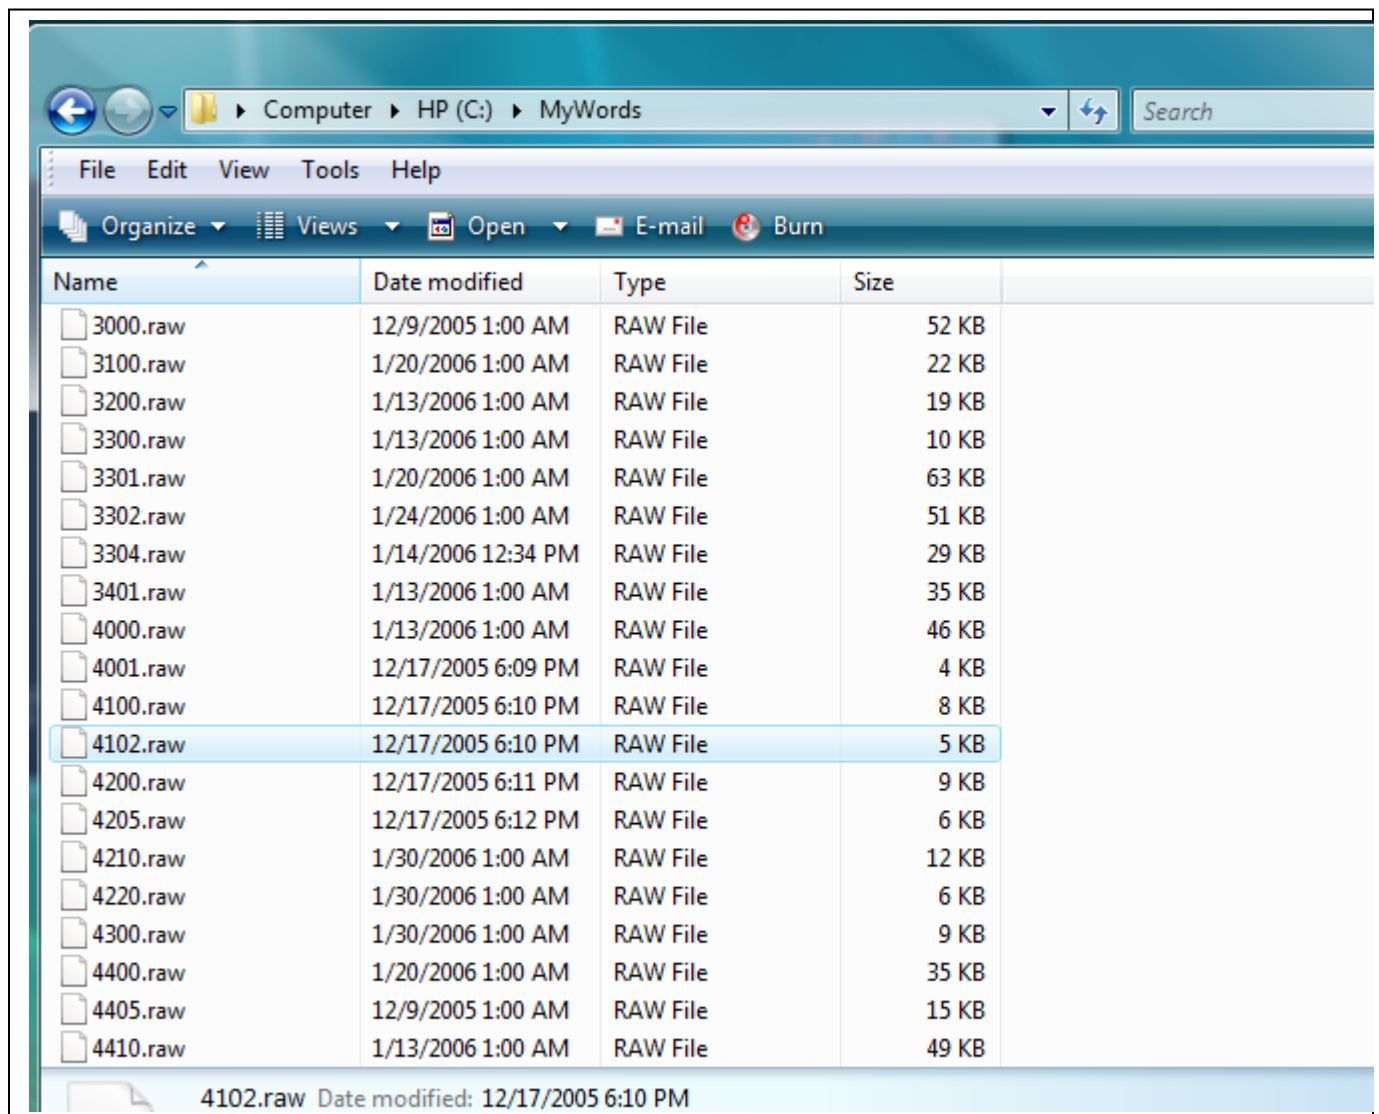 Computer HP (C:) MyWords Search
File Edit View Tools Help
Organize Views Open E-mail Burn
Name Date modified Type Size
3000.raw 12/9/2005 1:00 AM RAW File 52 KB
3100.raw 1/20/2006 1:00 AM RAW File 22 KB
3200.raw 1/13/2006 1:00 AM RAW File 19 KB
3300.raw 1/13/2006 1:00 AM RAW File 10 KB
3301.raw 1/20/2006 1:00 AM RAW File 63 KB
3302.raw 1/24/2006 1:00 AM RAW File 51 KB
3304.raw 1/14/2006 12:34 PM RAW File 29 KB
3401.raw 1/13/2006 1:00 AM RAW File 35 KB
4000.raw 1/13/2006 1:00 AM RAW File 46 KB
4001.raw 12/17/2005 6:09 PM RAW File 4 KB
4100.raw 12/17/2005 6:10 PM RAW File 8 KB
4102.raw 12/17/2005 6:10 PM RAW File 5 KB
4200.raw 12/17/2005 6:11 PM RAW File 9 KB
4205.raw 12/17/2005 6:12 PM RAW File 6 KB
4210.raw 1/30/2006 1:00 AM RAW File 12 KB
4220.raw 1/30/2006 1:00 AM RAW File 6 KB
4300.raw 1/30/2006 1:00 AM RAW File 9 KB
4400.raw 1/20/2006 1:00 AM RAW File 35 KB
4405.raw 12/9/2005 1:00 AM RAW File 15 KB
4410.raw 1/13/2006 1:00 AM RAW File 49 KB
4102.raw Date modified: 12/17/2005 6:10 PM